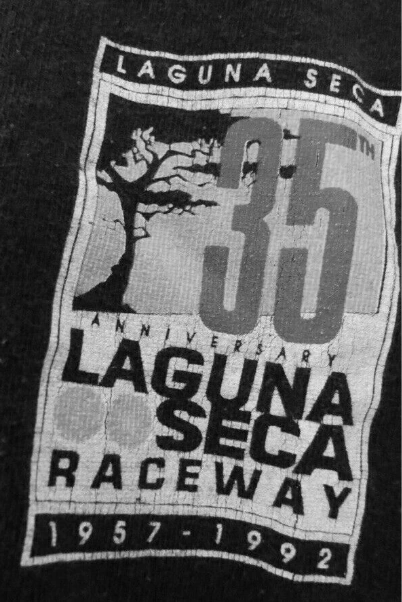 LAGUNA SECA
35TH
ANNIVERSARY
LAGUNA
SECA
RACEWAY
1957-1992